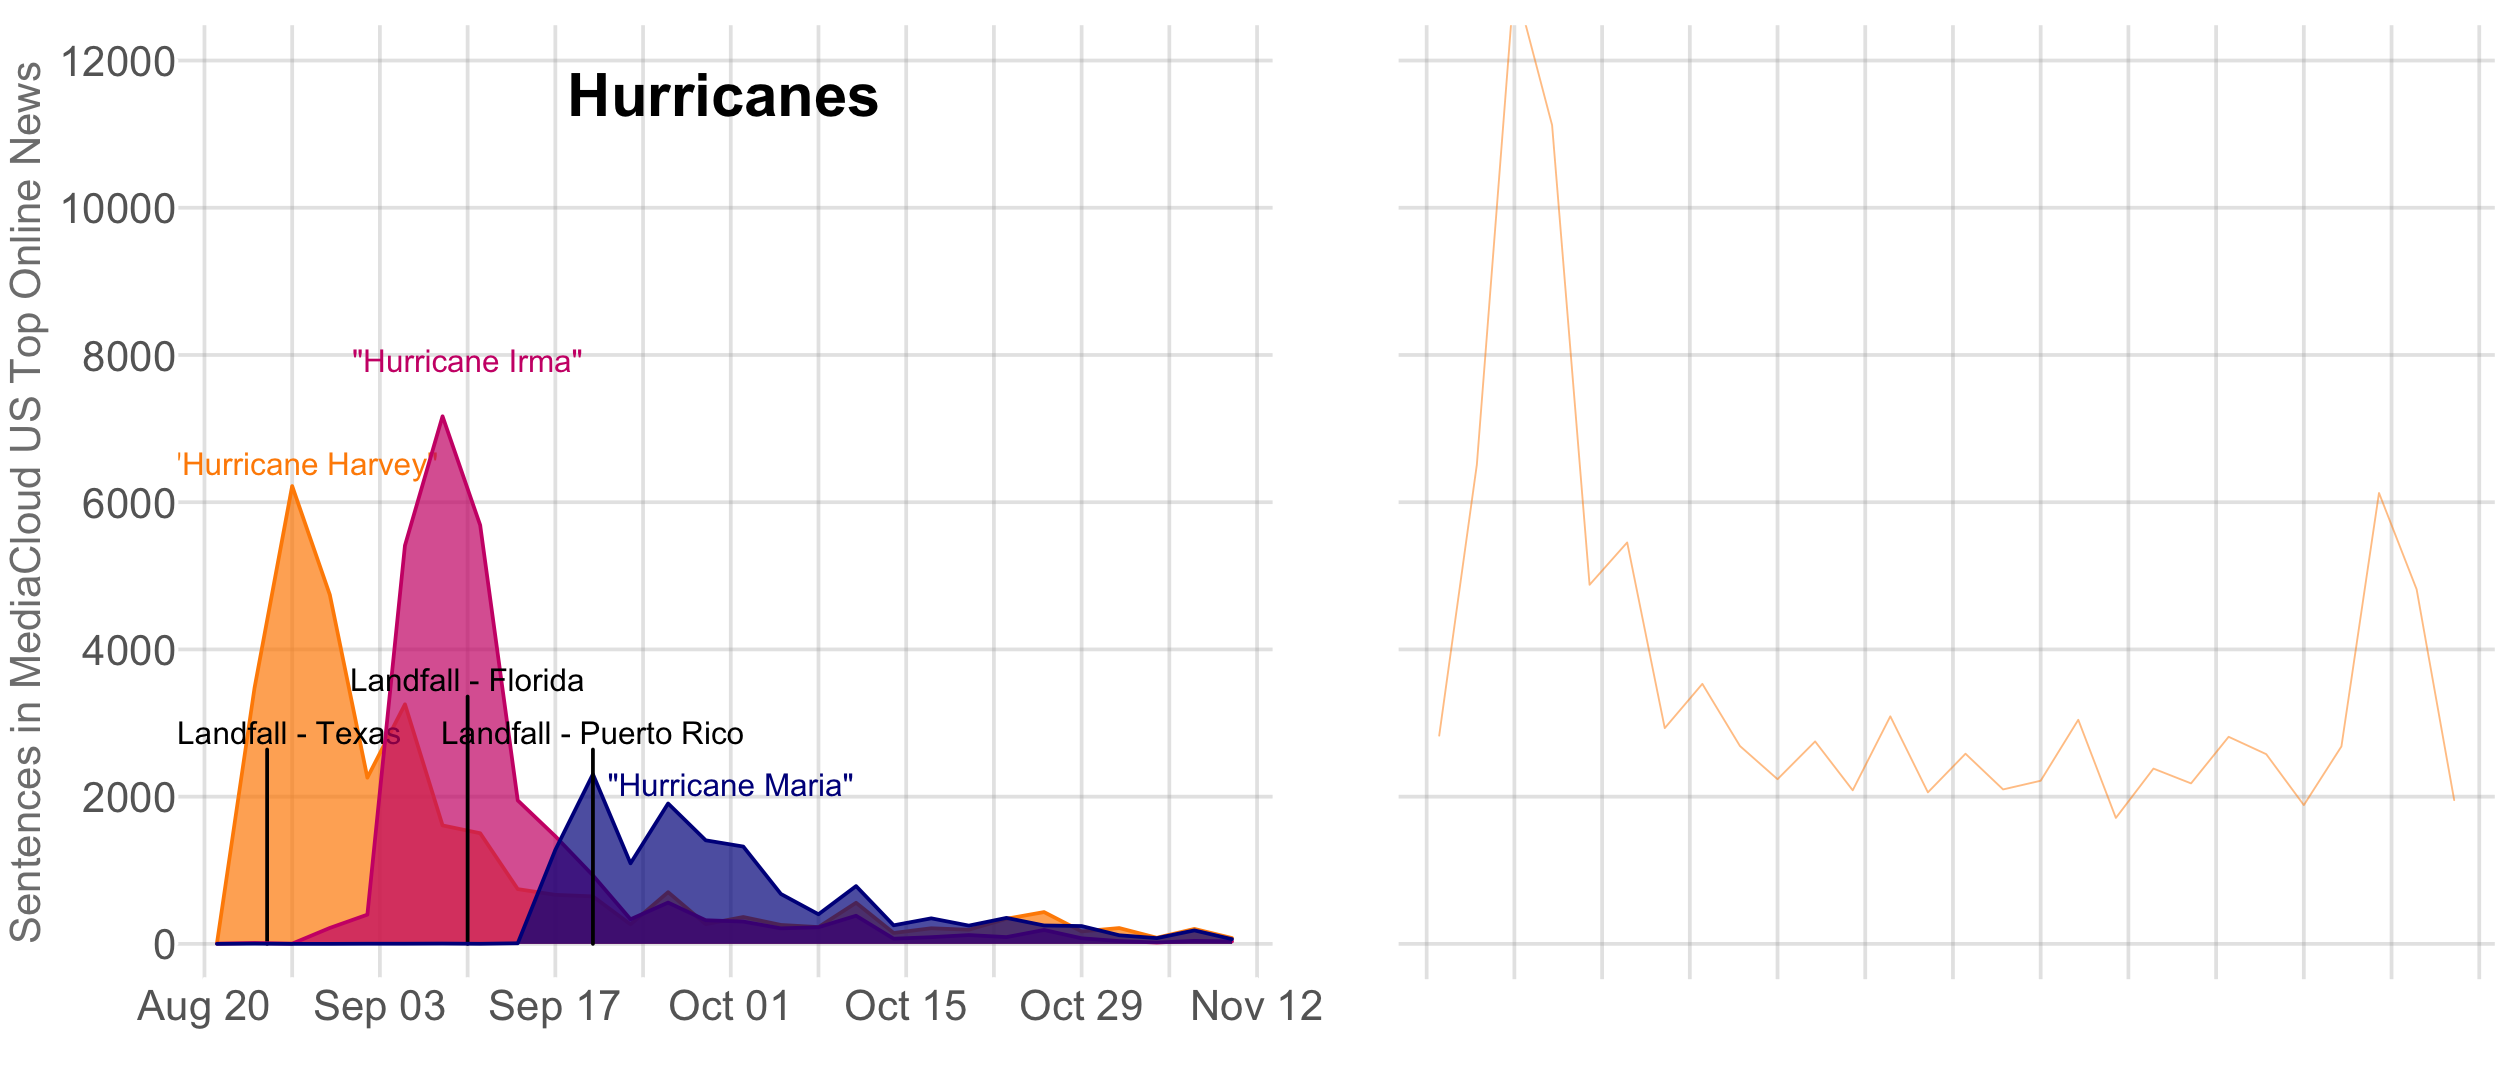 Hurricanes
Sentences in MediaCloud US Top Online News
12000
10000
8000
6000
4000
2000
0
"Hurricane Irma"
"Hurricane Harvey"
Landfall - Florida
Landfall - Texas
Landfall - Puerto Rico
"Hurricane Maria"
Aug 20
Sep 03
Sep 17
Oct 01
Oct 15
Oct 29
Nov 12